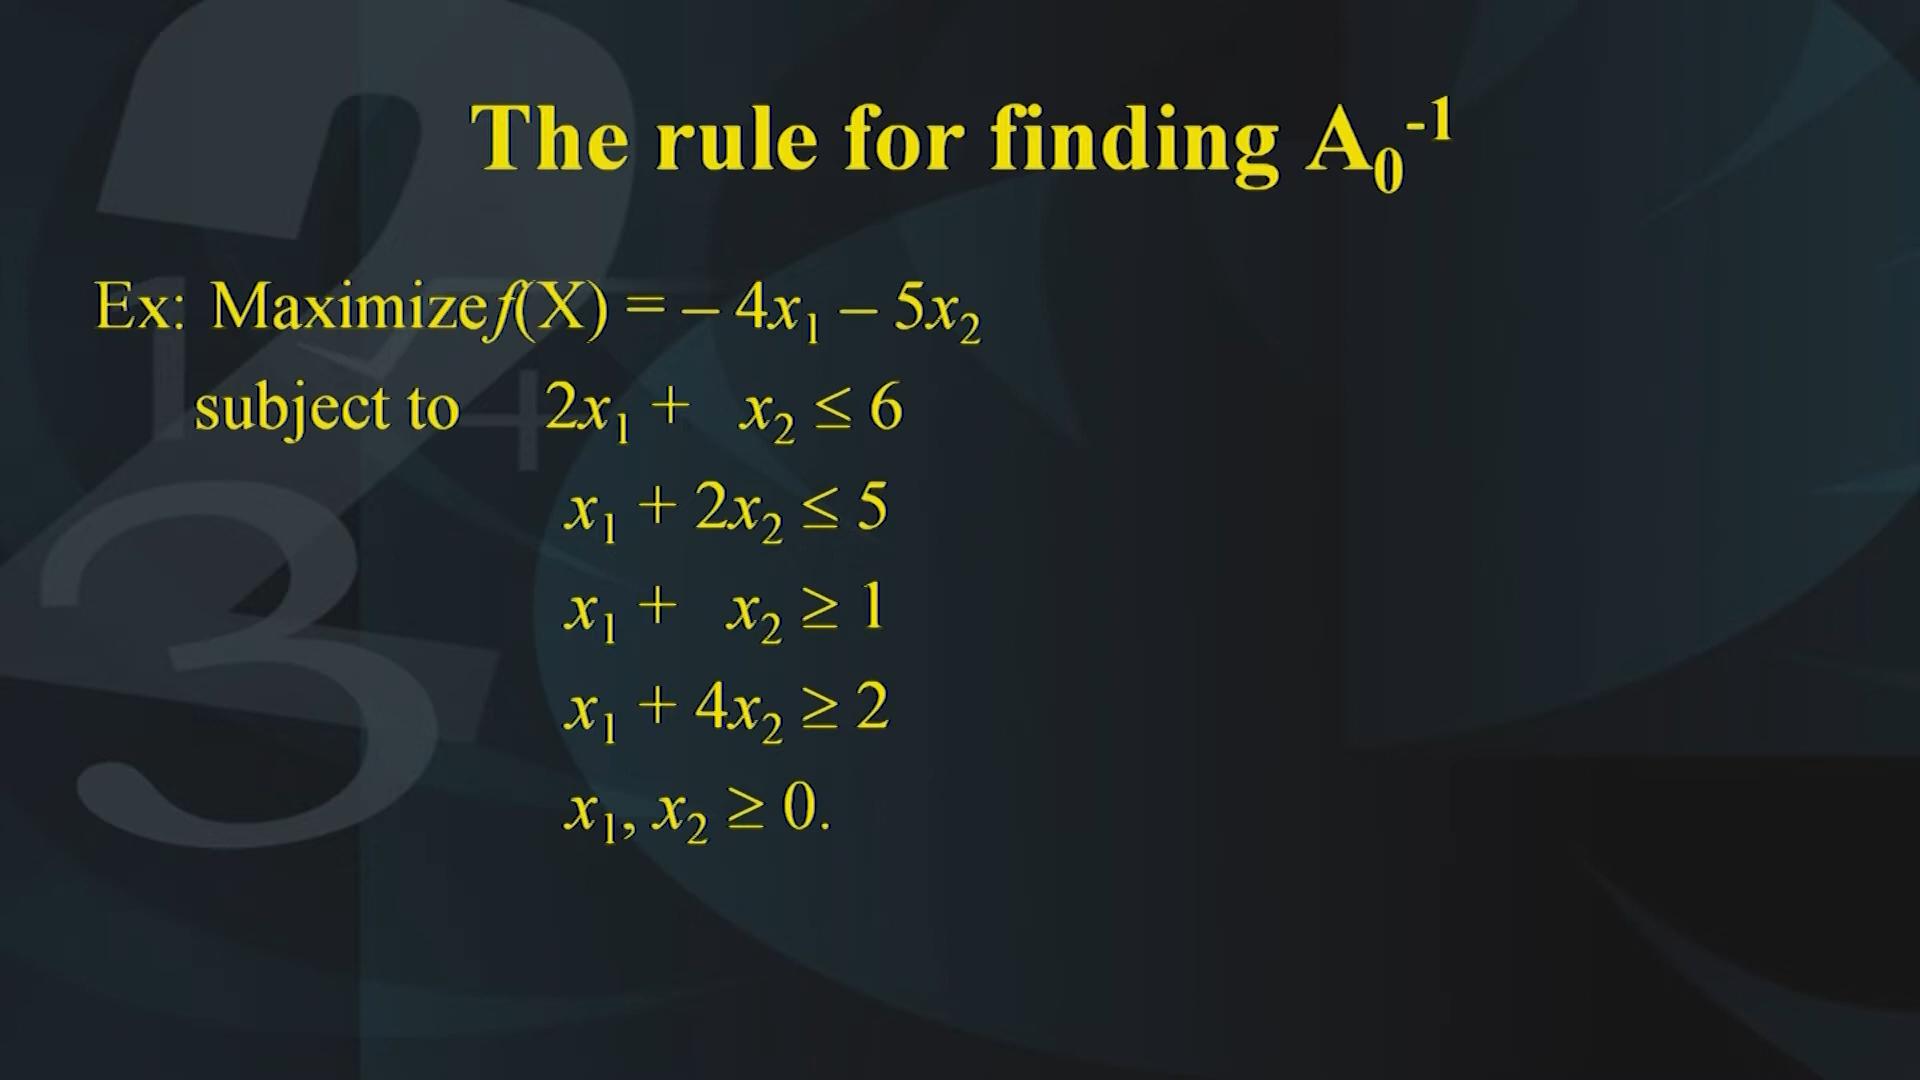 The rule for finding A₀⁻¹
Ex: Maximize f(X) = – 4x₁ – 5x₂
subject to 2x₁ + x₂ ≤ 6
x₁ + 2x₂ ≤ 5
x₁ + x₂ ≥ 1
x₁ + 4x₂ ≥ 2
x₁, x₂ ≥ 0.